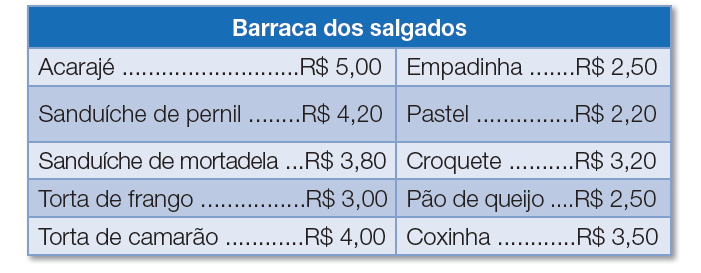 Barraca dos salgados
Acarajé ...........................R$ 5,00 Empadinha .......R$ 2,50
Sanduíche de pernil ........R$ 4,20 Pastel ...............R$ 2,20
Sanduíche de mortadela ...R$ 3,80 Croquete ..........R$ 3,20
Torta de frango ................R$ 3,00 Pão de queijo ....R$ 2,50
Torta de camarão ............R$ 4,00 Coxinha ............R$ 3,50